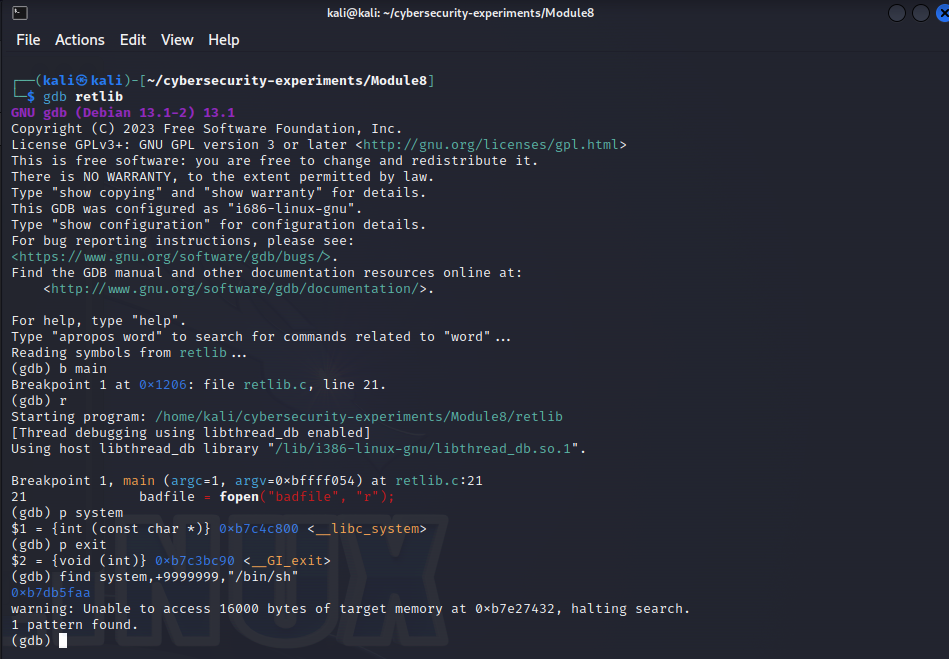 kali@kali: ~/cybersecurity-experiments/Module8
File Actions Edit View Help
┌──(kali㉿kali)-[~/cybersecurity-experiments/Module8]
└─$ gdb retlib
GNU gdb (Debian 13.1-2) 13.1
Copyright (C) 2023 Free Software Foundation, Inc.
License GPLv3+: GNU GPL version 3 or later <http://gnu.org/licenses/gpl.html>
This is free software: you are free to change and redistribute it.
There is NO WARRANTY, to the extent permitted by law.
Type "show copying" and "show warranty" for details.
This GDB was configured as "i686-linux-gnu".
Type "show configuration" for configuration details.
For bug reporting instructions, please see:
<https://www.gnu.org/software/gdb/bugs/>.
Find the GDB manual and other documentation resources online at:
    <http://www.gnu.org/software/gdb/documentation/>.
For help, type "help".
Type "apropos word" to search for commands related to "word"...
Reading symbols from retlib...
(gdb) b main
Breakpoint 1 at 0x1206: file retlib.c, line 21.
(gdb) r
Starting program: /home/kali/cybersecurity-experiments/Module8/retlib
[Thread debugging using libthread_db enabled]
Using host libthread_db library "/lib/i386-linux-gnu/libthread_db.so.1".
Breakpoint 1, main (argc=1, argv=0xbffff054) at retlib.c:21
21              badfile = fopen("badfile", "r");
(gdb) p system
$1 = {int (const char *)} 0xb7c4c800 <__libc_system>
(gdb) p exit
$2 = {void (int)} 0xb7c3bc90 <__GI_exit>
(gdb) find system,+9999999,"/bin/sh"
0xb7db5faa
warning: Unable to access 16000 bytes of target memory at 0xb7e27432, halting search.
1 pattern found.
(gdb)